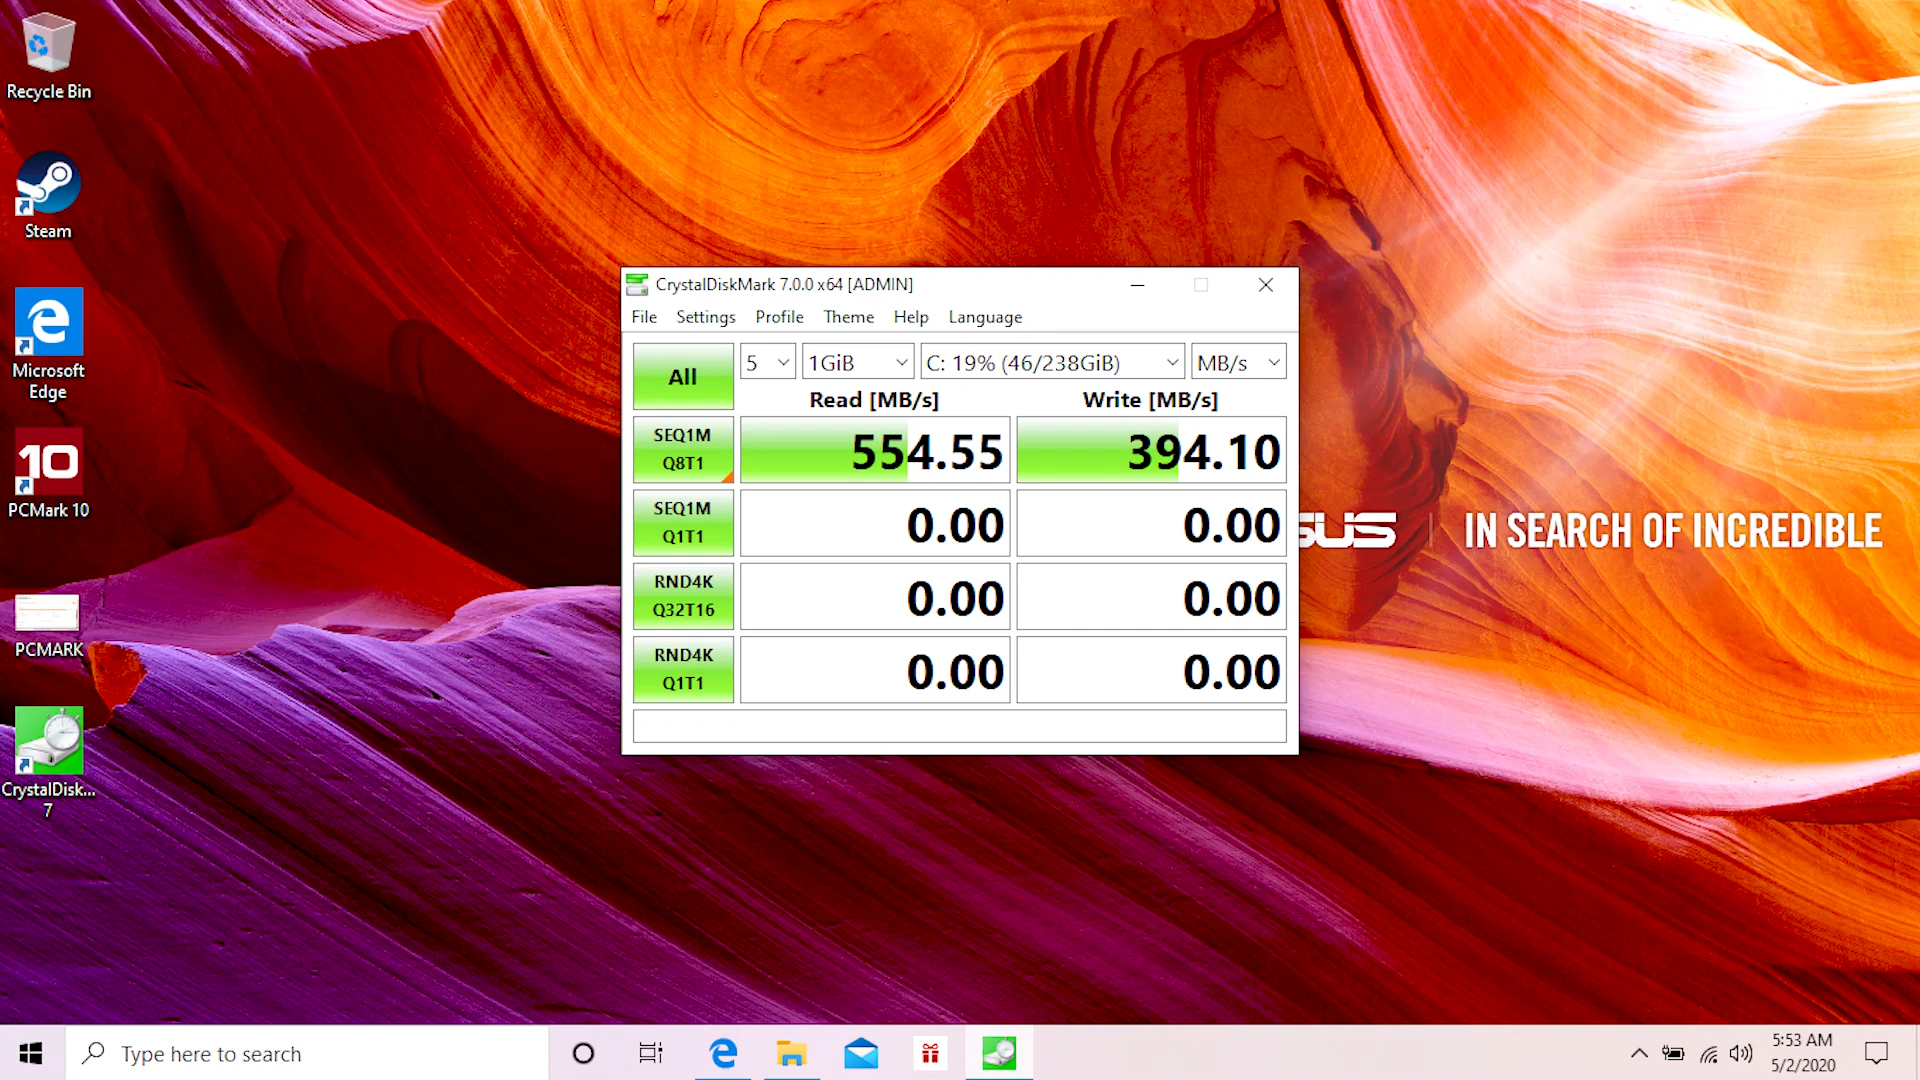 Recycle Bin
Steam
Microsoft
Edge
10
PCMark 10
PCMARK
CrystalDisk...
7
CrystalDiskMark 7.0.0 x64 [ADMIN]
File Settings Profile Theme Help Language
All 5 1GiB C: 19% (46/238GiB) MB/s
Read [MB/s] Write [MB/s]
SEQ1M
Q8T1 554.55 394.10
SEQ1M
Q1T1 0.00 0.00
RND4K
Q32T16 0.00 0.00
RND4K
Q1T1 0.00 0.00
SUS | IN SEARCH OF INCREDIBLE
Type here to search
5:53 AM
5/2/2020